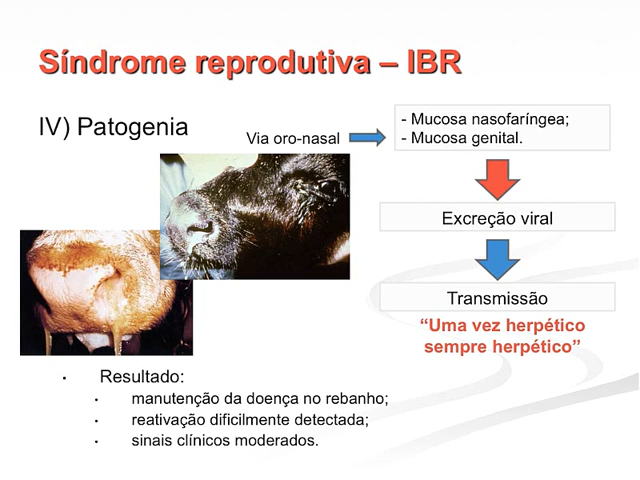 Síndrome reprodutiva – IBR
IV) Patogenia
Via oro-nasal
- Mucosa nasofaríngea;
- Mucosa genital.
Excreção viral
Transmissão
“Uma vez herpético
sempre herpético”
• Resultado:
• manutenção da doença no rebanho;
• reativação dificilmente detectada;
• sinais clínicos moderados.